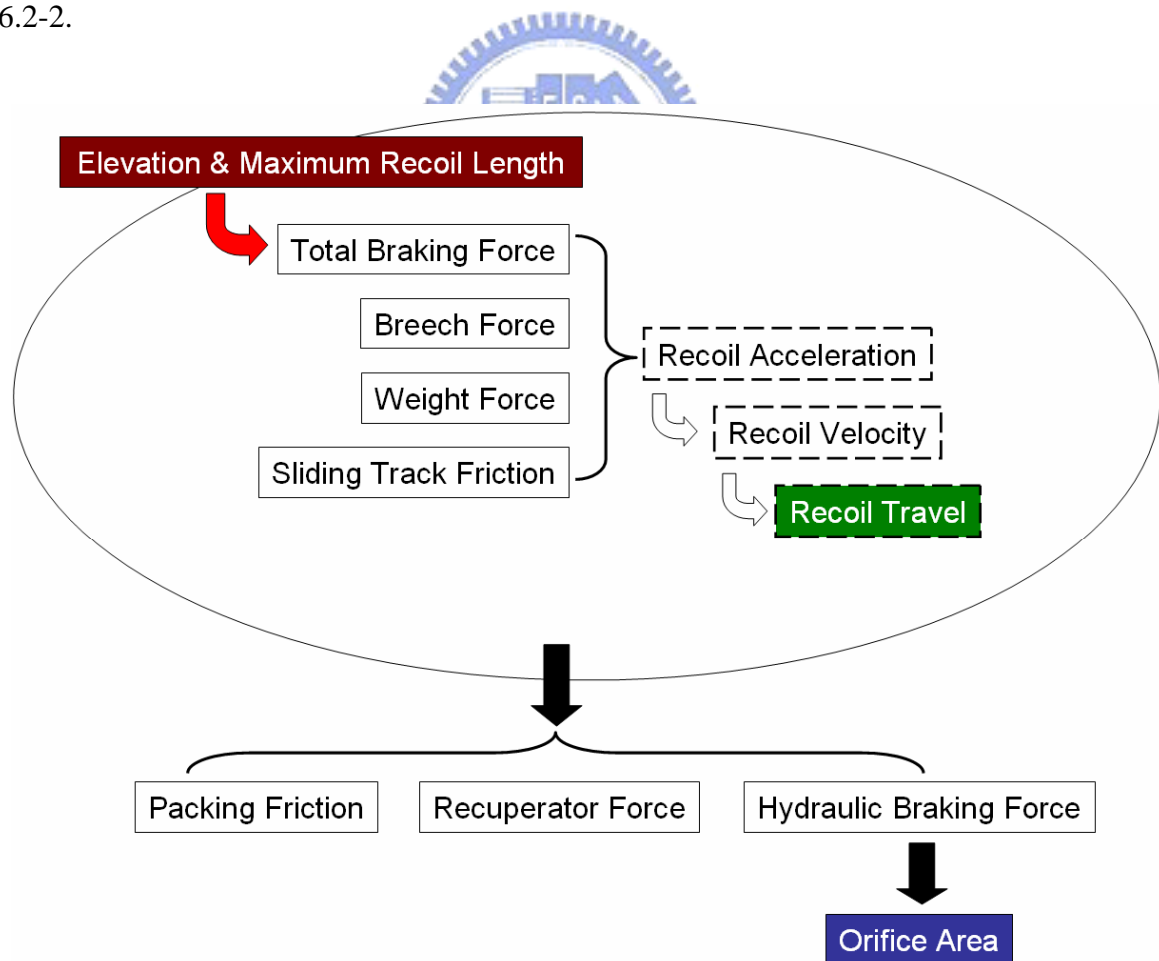 6.2-2.
Elevation & Maximum Recoil Length
Total Braking Force
Breech Force
Weight Force
Sliding Track Friction
Recoil Acceleration
Recoil Velocity
Recoil Travel
Packing Friction
Recuperator Force
Hydraulic Braking Force
Orifice Area